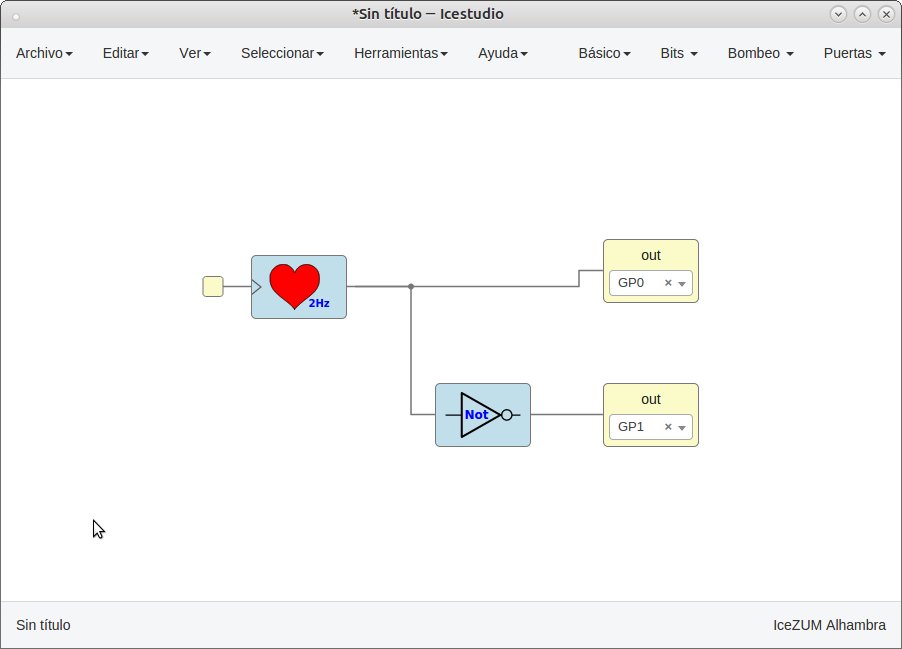 *Sin título — Icestudio
Archivo Editar Ver Seleccionar Herramientas Ayuda Básico Bits Bombeo Puertas
2Hz
out
GP0 ×
Not
out
GP1 ×
Sin título IceZUM Alhambra